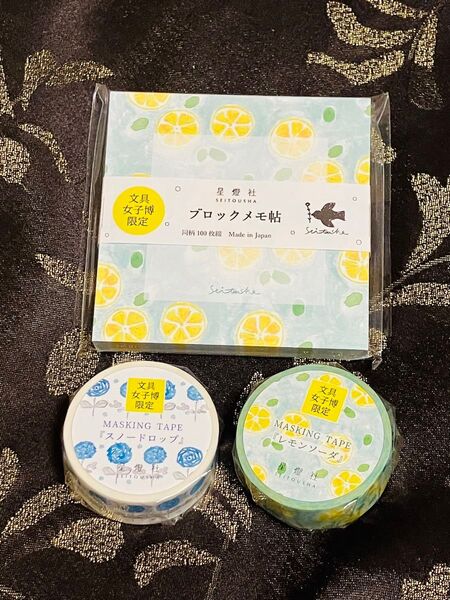 文具
女子博
限定
星燈社
SEITOUSHA
ブロックメモ帖
同柄100枚綴 Made in Japan
Seitousha
Seitousha
文具
女子博
限定
MASKING TAPE
『スノードロップ』
星燈社
SEITOUSHA
文具
女子博
限定
MASKING TAPE
『レモンソーダ』
星燈社
SEITOUSHA